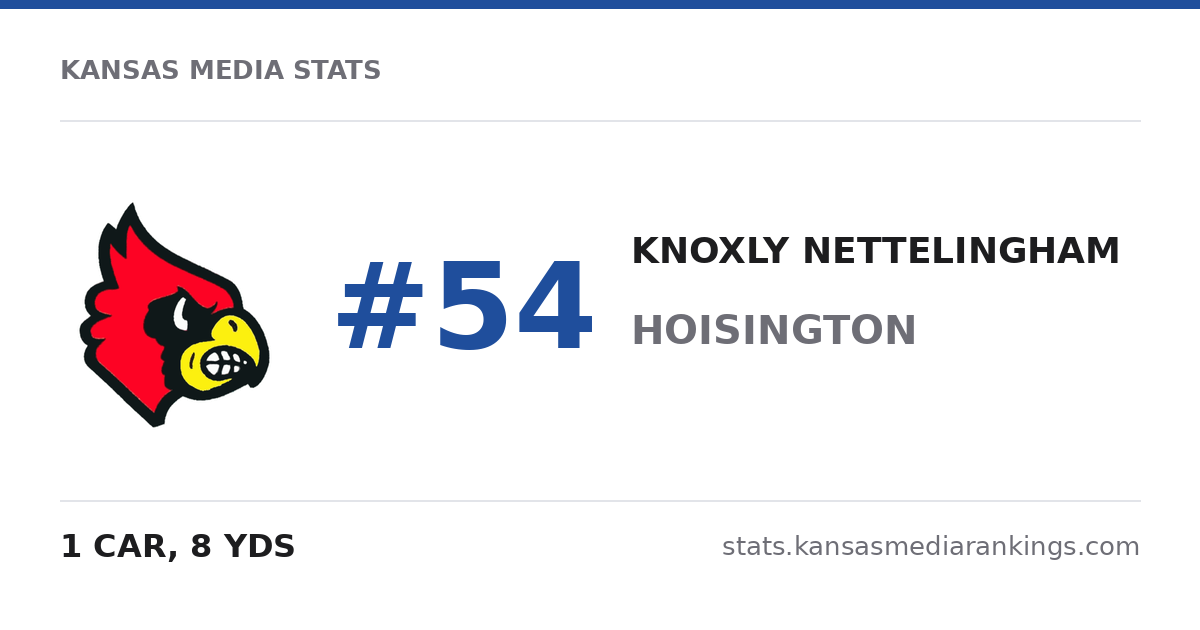 KANSAS MEDIA STATS
#54
KNOXLY NETTELINGHAM
HOISINGTON
1 CAR, 8 YDS
stats.kansasmediarankings.com